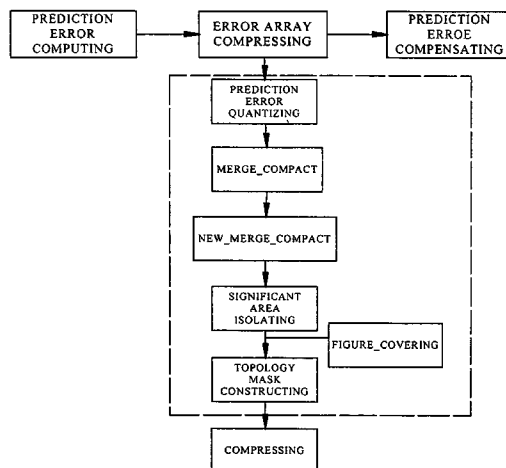 PREDICTION
ERROR
COMPUTING
ERROR ARRAY
COMPRESSING
PREDICTION
ERROE
COMPENSATING
PREDICTION
ERROR
QUANTIZING
MERGE_COMPACT
NEW_MERGE_COMPACT
SIGNIFICANT
AREA
ISOLATING
FIGURE_COVERING
TOPOLOGY
MASK
CONSTRUCTING
COMPRESSING